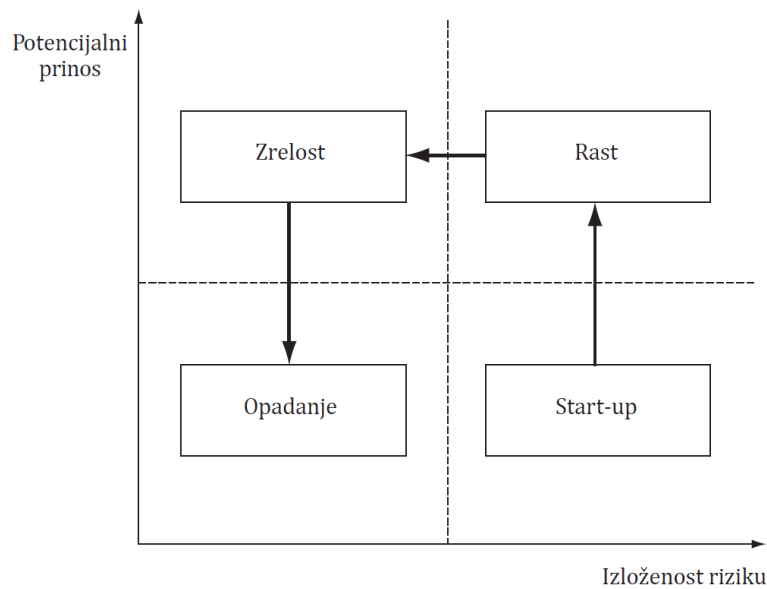 Potencijalni
prinos
Zrelost
Rast
Opadanje
Start-up
Izloženost riziku